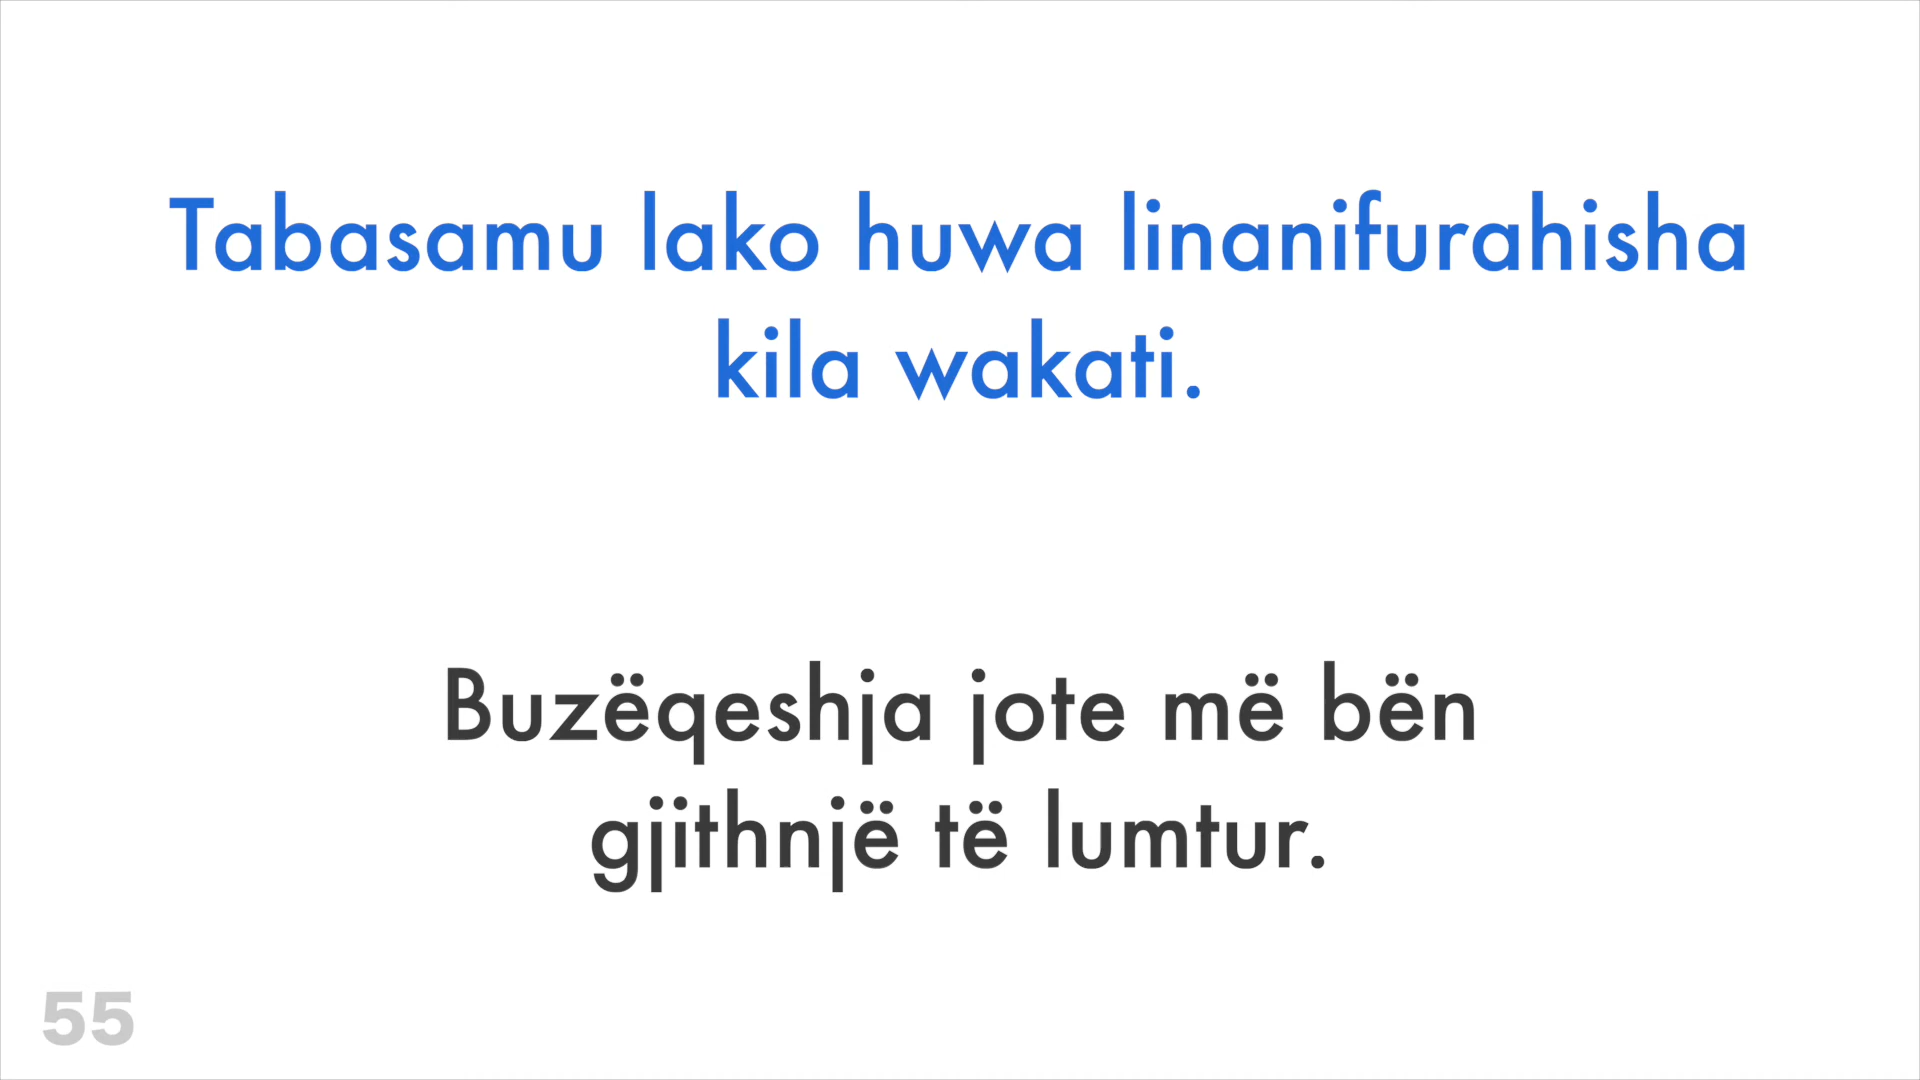 Tabasamu lako huwa linanifurahisha
kila wakati.
Buzëqeshja jote më bën
gjithnjë të lumtur.
55